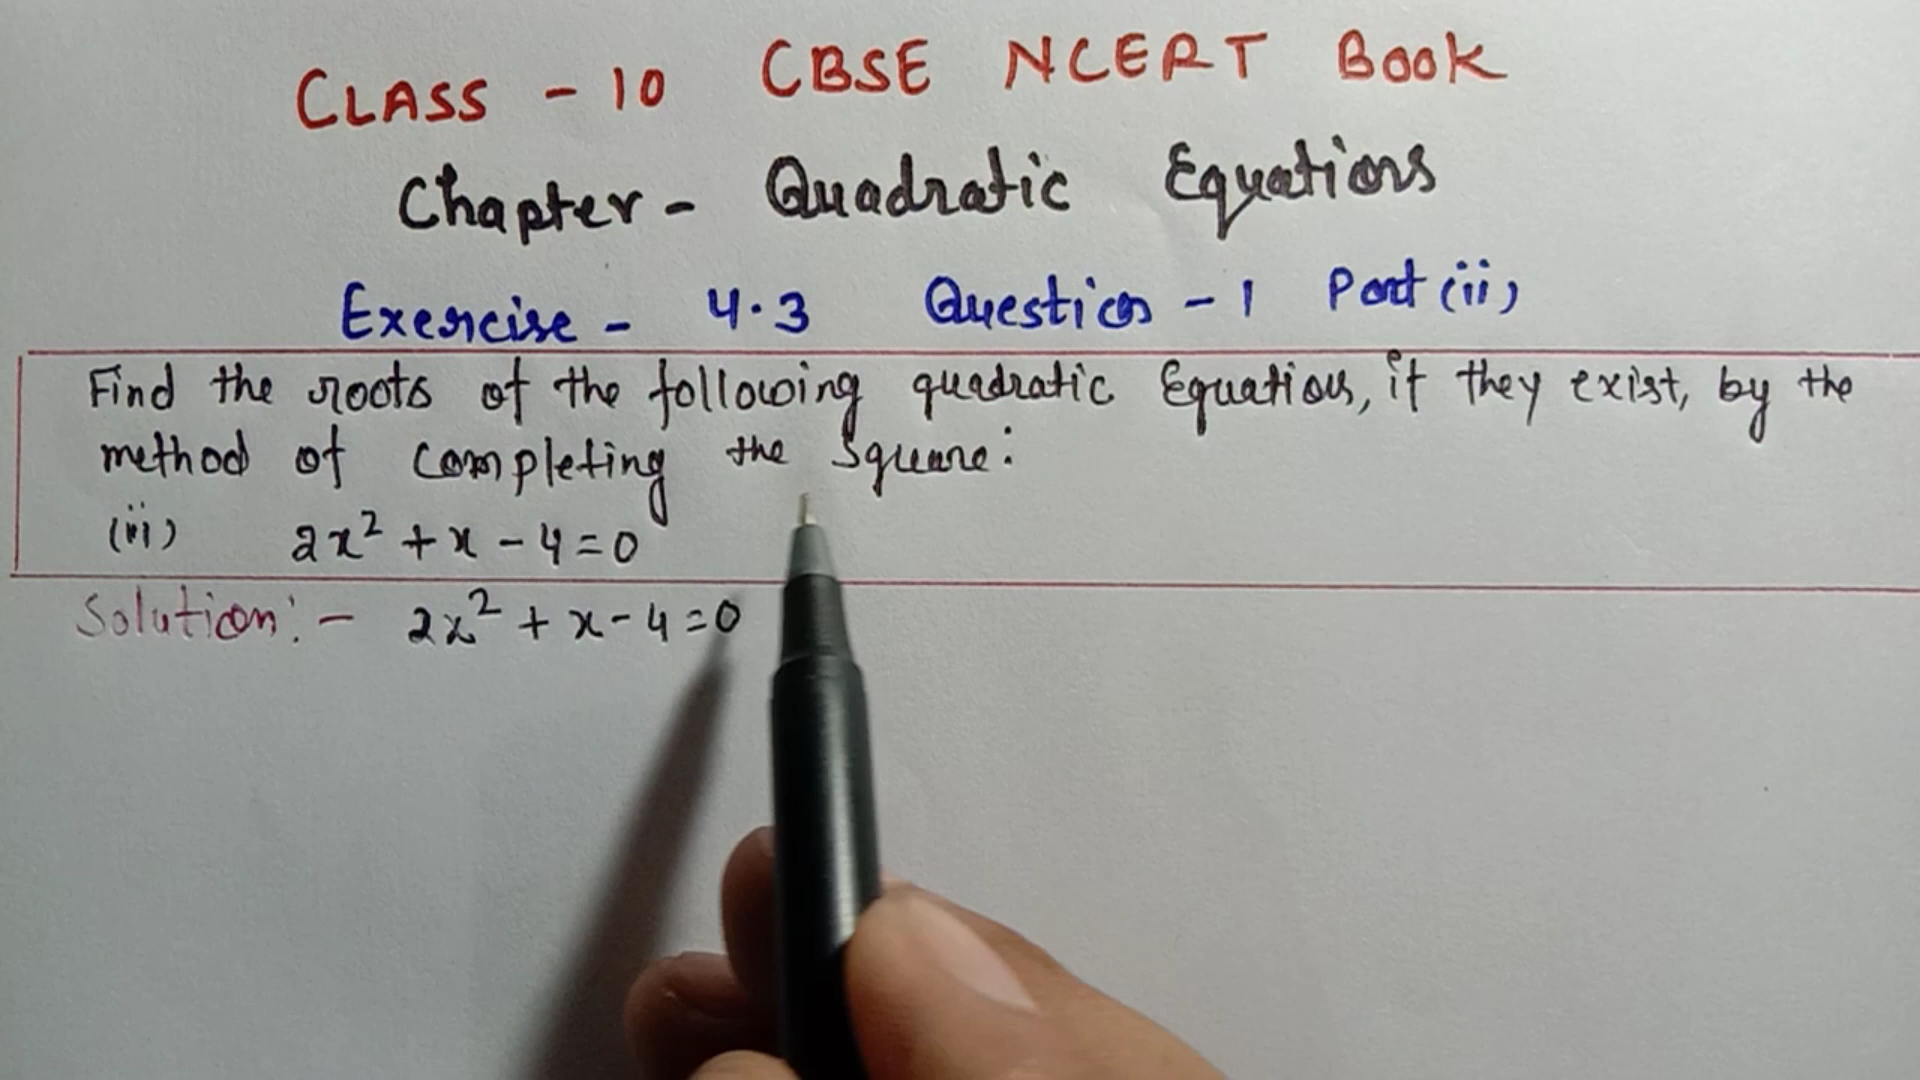 CLASS - 10 CBSE NCERT Book
Chapter - Quadratic Equations
Exercise - 4.3 Question - 1 Part (ii)
Find the roots of the following quadratic Equations, if they exist, by the
method of completing the square:
(ii) 2x² + x - 4 = 0
Solution:- 2x² + x - 4 = 0